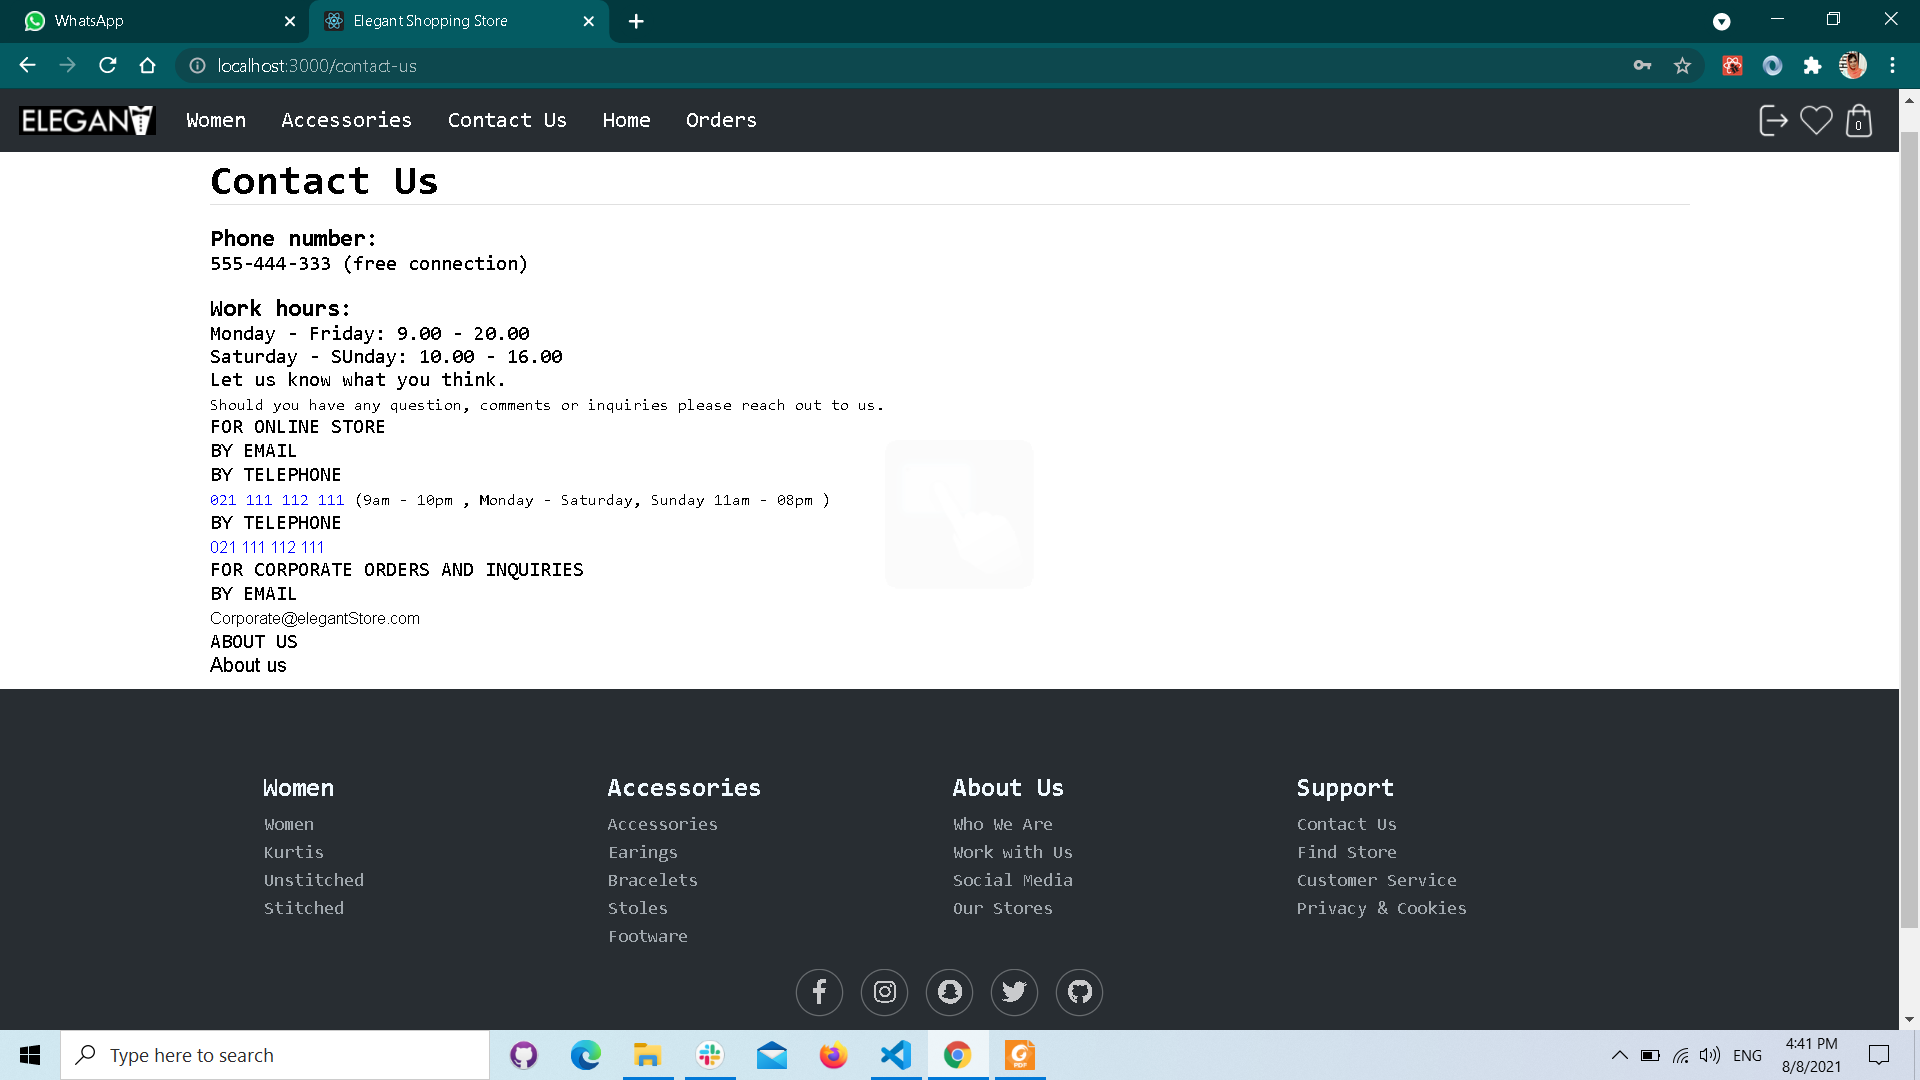 WhatsApp
Elegant Shopping Store
localhost:3000/contact-us
ELEGANT
Women Accessories Contact Us Home Orders
0
Contact Us
Phone number:
555-444-333 (free connection)
Work hours:
Monday - Friday: 9.00 - 20.00
Saturday - SUnday: 10.00 - 16.00
Let us know what you think.
Should you have any question, comments or inquiries please reach out to us.
FOR ONLINE STORE
BY EMAIL
BY TELEPHONE
021 111 112 111 (9am - 10pm , Monday - Saturday, Sunday 11am - 08pm )
BY TELEPHONE
021 111 112 111
FOR CORPORATE ORDERS AND INQUIRIES
BY EMAIL
Corporate@elegantStore.com
ABOUT US
About us
Women
Women
Kurtis
Unstitched
Stitched
Accessories
Accessories
Earings
Bracelets
Stoles
Footware
About Us
Who We Are
Work with Us
Social Media
Our Stores
Support
Contact Us
Find Store
Customer Service
Privacy & Cookies
Type here to search
PDF
ENG
4:41 PM
8/8/2021